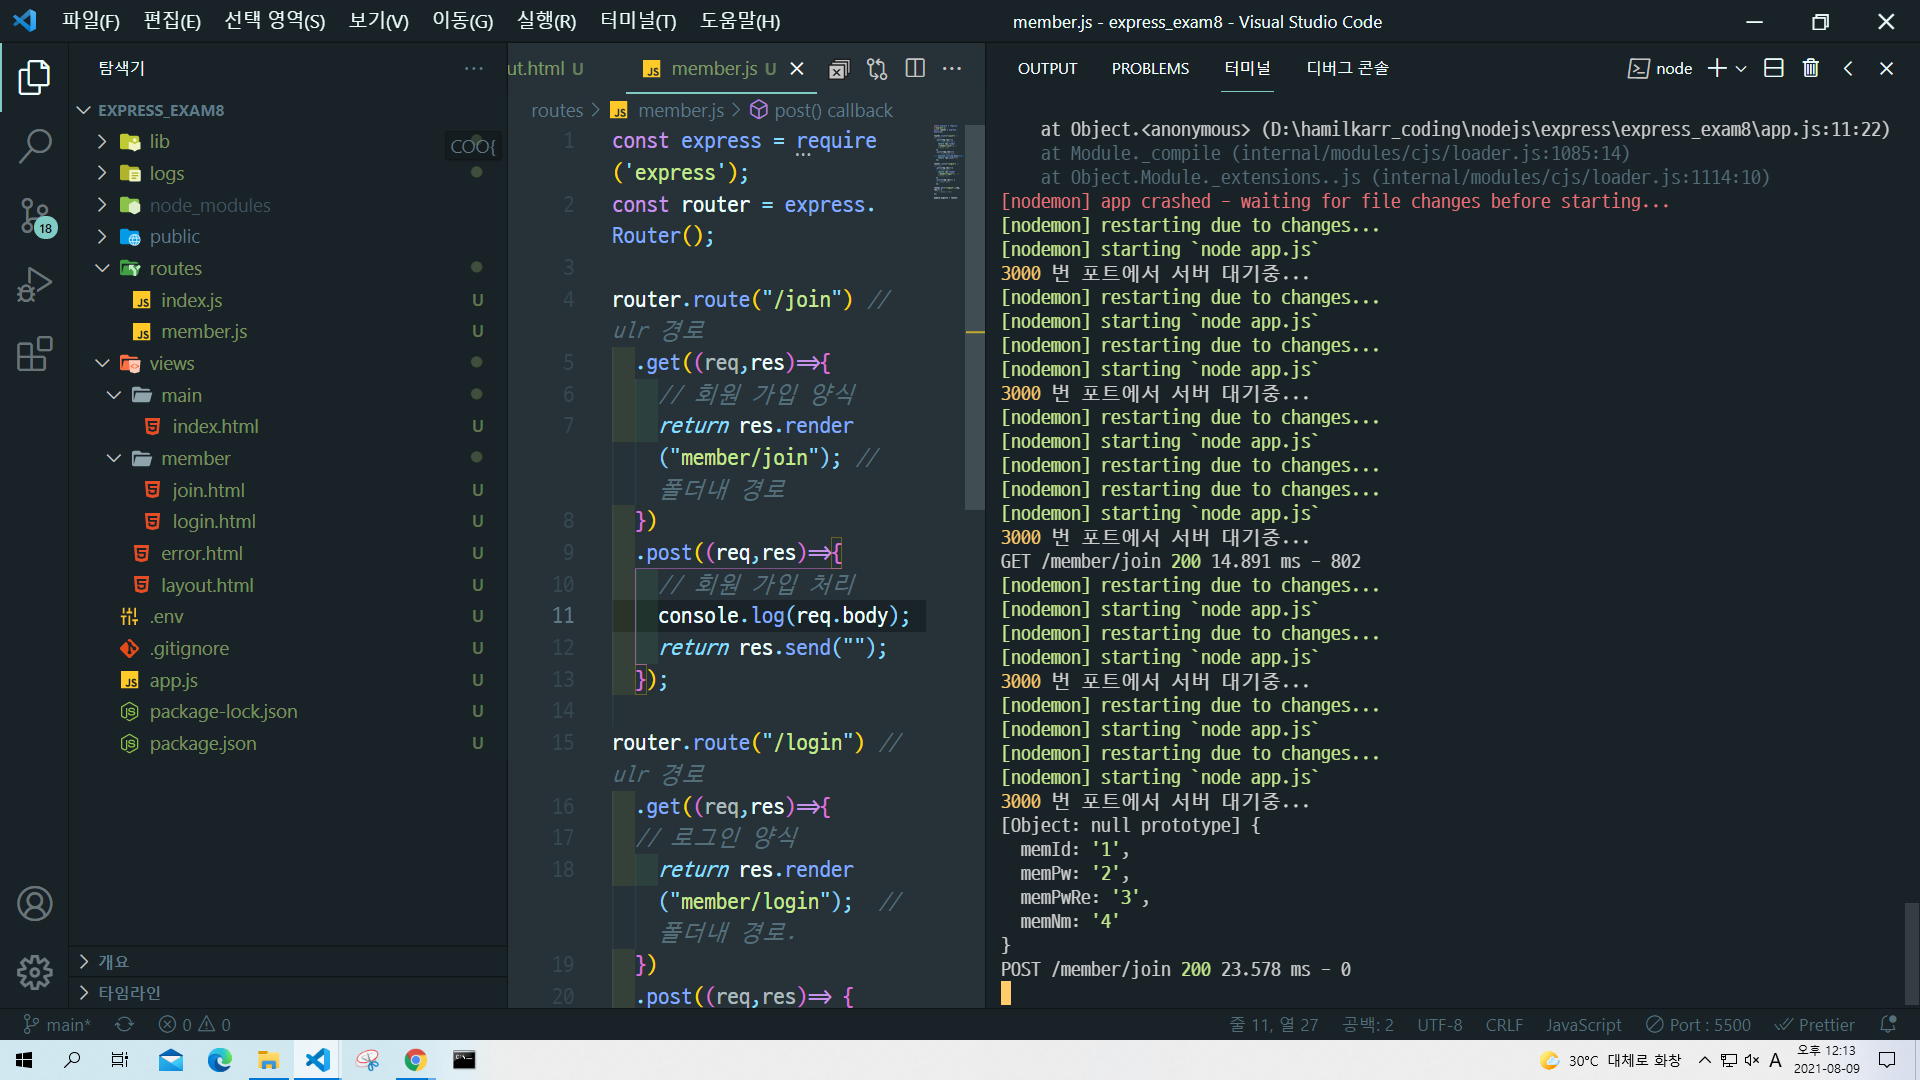 파일(F) 편집(E) 선택 영역(S) 보기(V) 이동(G) 실행(R) 터미널(T) 도움말(H) member.js - express_exam8 - Visual Studio Code
탐색기
EXPRESS_EXAM8
lib
COO{
logs
node_modules
public
routes
index.js U
member.js U
views
main
index.html U
member
join.html U
login.html U
error.html U
layout.html U
.env U
.gitignore U
app.js U
package-lock.json U
package.json U
개요
타임라인
18
ut.html U member.js U
routes > member.js > post() callback
1 const express = require
('express');
2 const router = express.
Router();
3
4 router.route("/join") //
ulr 경로
5 .get((req,res)=>{
6 // 회원 가입 양식
7 return res.render
("member/join"); //
폴더내 경로
8 })
9 .post((req,res)=>{
10 // 회원 가입 처리
11 console.log(req.body);
12 return res.send("");
13 });
14
15 router.route("/login") //
ulr 경로
16 .get((req,res)=>{
17 // 로그인 양식
18 return res.render
("member/login"); //
폴더내 경로.
19 })
20 .post((req,res)=> {
OUTPUT PROBLEMS 터미널 디버그 콘솔 node
at Object.<anonymous> (D:\hamilkarr_coding\nodejs\express\express_exam8\app.js:11:22)
at Module._compile (internal/modules/cjs/loader.js:1085:14)
at Object.Module._extensions..js (internal/modules/cjs/loader.js:1114:10)
[nodemon] app crashed - waiting for file changes before starting...
[nodemon] restarting due to changes...
[nodemon] starting `node app.js`
3000 번 포트에서 서버 대기중...
[nodemon] restarting due to changes...
[nodemon] starting `node app.js`
[nodemon] restarting due to changes...
[nodemon] starting `node app.js`
3000 번 포트에서 서버 대기중...
[nodemon] restarting due to changes...
[nodemon] starting `node app.js`
[nodemon] restarting due to changes...
[nodemon] restarting due to changes...
[nodemon] starting `node app.js`
3000 번 포트에서 서버 대기중...
GET /member/join 200 14.891 ms - 802
[nodemon] restarting due to changes...
[nodemon] starting `node app.js`
[nodemon] restarting due to changes...
[nodemon] starting `node app.js`
3000 번 포트에서 서버 대기중...
[nodemon] restarting due to changes...
[nodemon] starting `node app.js`
[nodemon] restarting due to changes...
[nodemon] starting `node app.js`
3000 번 포트에서 서버 대기중...
[Object: null prototype] {
memId: '1',
memPw: '2',
memPwRe: '3',
memNm: '4'
}
POST /member/join 200 23.578 ms - 0
main* 0 0 줄 11, 열 27 공백: 2 UTF-8 CRLF JavaScript Port : 5500 Prettier
30°C 대체로 화창 A 오후 12:13
2021-08-09